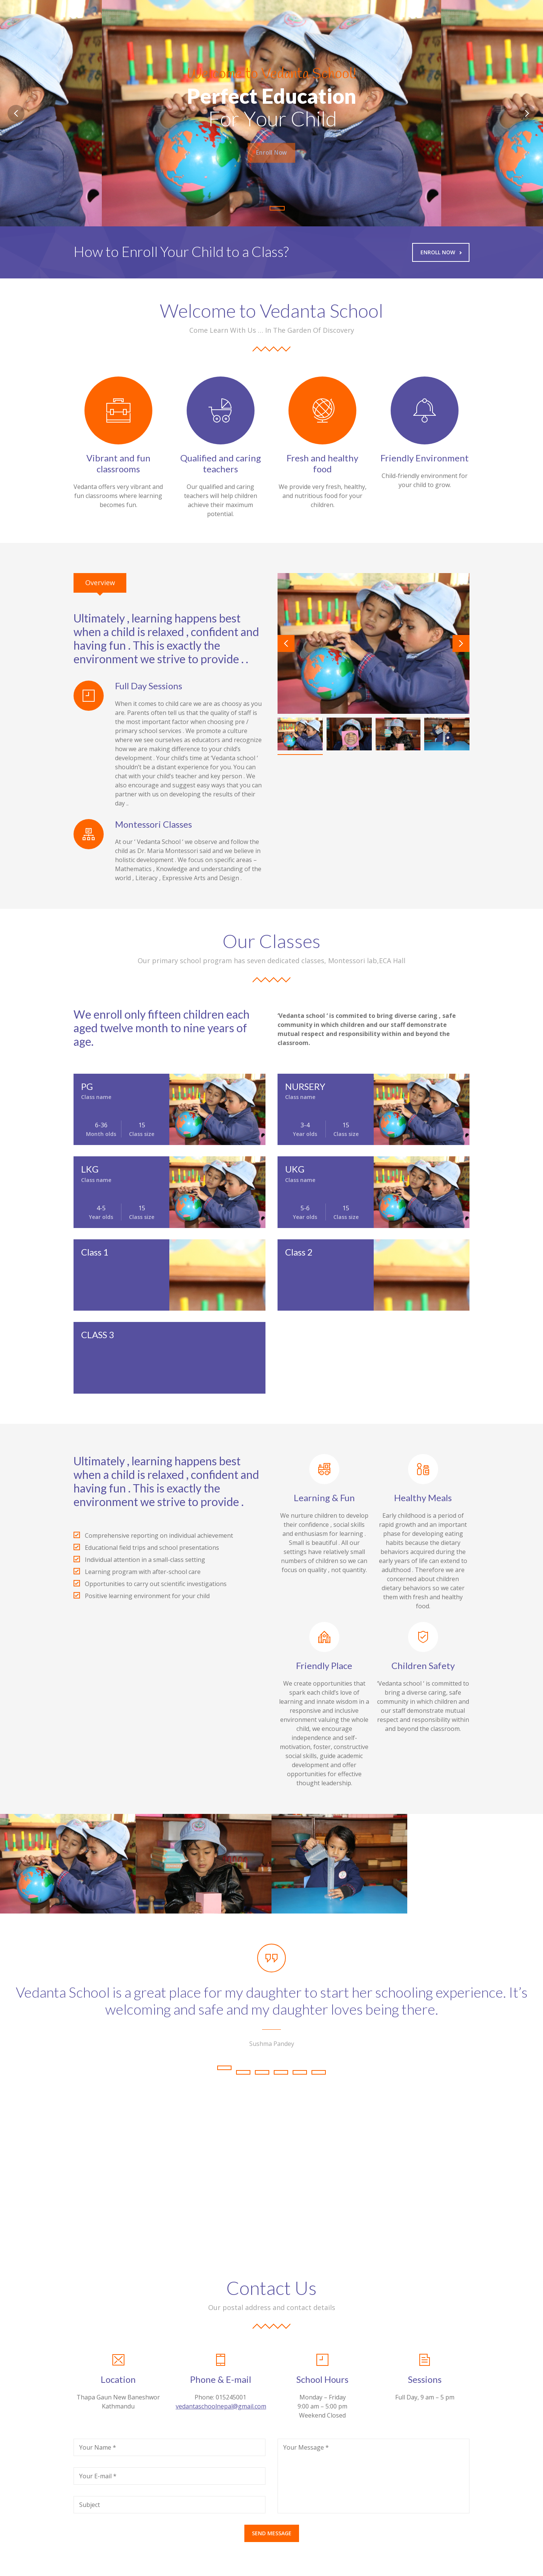 Welcome to Vedanta School!
Perfect Education
For Your Child
Enroll Now
How to Enroll Your Child to a Class?
ENROLL NOW
Welcome to Vedanta School
Come Learn With Us ... In The Garden Of Discovery
Vibrant and fun
classrooms
Vedanta offers very vibrant and
fun classrooms where learning
becomes fun.
Qualified and caring
teachers
Our qualified and caring
teachers will help children
achieve their maximum
potential.
Fresh and healthy
food
We provide very fresh, healthy,
and nutritious food for your
children.
Friendly Environment
Child-friendly environment for
your child to grow.
Overview
Ultimately , learning happens best
when a child is relaxed , confident and
having fun . This is exactly the
environment we strive to provide . .
Full Day Sessions
When it comes to child care we are as choosy as you
are. Parents often tell us that the quality of staff is
the most important factor when choosing pre /
primary school services . We promote a culture
where we see ourselves as educators and recognize
how we are making difference to your child's
development . Your child's time at 'Vedanta school '
shouldn't be a distant experience for you. You can
chat with your child's teacher and key person . We
also encourage and suggest easy ways that you can
partner with us on developing the results of their
day ..
Montessori Classes
At our ' Vedanta School ' we observe and follow the
child as Dr. Maria Montessori said and we believe in
holistic development . We focus on specific areas –
Mathematics , Knowledge and understanding of the
world , Literacy , Expressive Arts and Design .
Our Classes
Our primary school program has seven dedicated classes, Montessori lab,ECA Hall
We enroll only fifteen children each
aged twelve month to nine years of
age.
'Vedanta school ' is commited to bring diverse caring , safe
community in which children and our staff demonstrate
mutual respect and responsibility within and beyond the
classroom.
PG
Class name
6-36
Month olds
15
Class size
NURSERY
Class name
3-4
Year olds
15
Class size
LKG
Class name
4-5
Year olds
15
Class size
UKG
Class name
5-6
Year olds
15
Class size
Class 1
Class 2
CLASS 3
Ultimately , learning happens best
when a child is relaxed , confident and
having fun . This is exactly the
environment we strive to provide .
Comprehensive reporting on individual achievement
Educational field trips and school presentations
Individual attention in a small-class setting
Learning program with after-school care
Opportunities to carry out scientific investigations
Positive learning environment for your child
Learning & Fun
We nurture children to develop
their confidence , social skills
and enthusiasm for learning .
Small is beautiful . All our
settings have relatively small
numbers of children so we can
focus on quality , not quantity.
Healthy Meals
Early childhood is a period of
rapid growth and an important
phase for developing eating
habits because the dietary
behaviors acquired during the
early years of life can extend to
adulthood . Therefore we are
concerned about children
dietary behaviors so we cater
them with fresh and healthy
food.
Friendly Place
We create opportunities that
spark each child's love of
learning and innate wisdom in a
responsive and inclusive
environment valuing the whole
child, we encourage
independence and self-
motivation, foster, constructive
social skills, guide academic
development and offer
opportunities for effective
thought leadership.
Children Safety
'Vedanta school ' is committed to
bring a diverse caring, safe
community in which children and
our staff demonstrate mutual
respect and responsibility within
and beyond the classroom.
Vedanta School is a great place for my daughter to start her schooling experience. It's
welcoming and safe and my daughter loves being there.
Sushma Pandey
Contact Us
Our postal address and contact details
Location
Thapa Gaun New Baneshwor
Kathmandu
Phone & E-mail
Phone: 015245001
vedantaschoolnepal@gmail.com
School Hours
Monday – Friday
9:00 am – 5:00 pm
Weekend Closed
Sessions
Full Day, 9 am – 5 pm
Your Name *
Your E-mail *
Subject
Your Message *
SEND MESSAGE